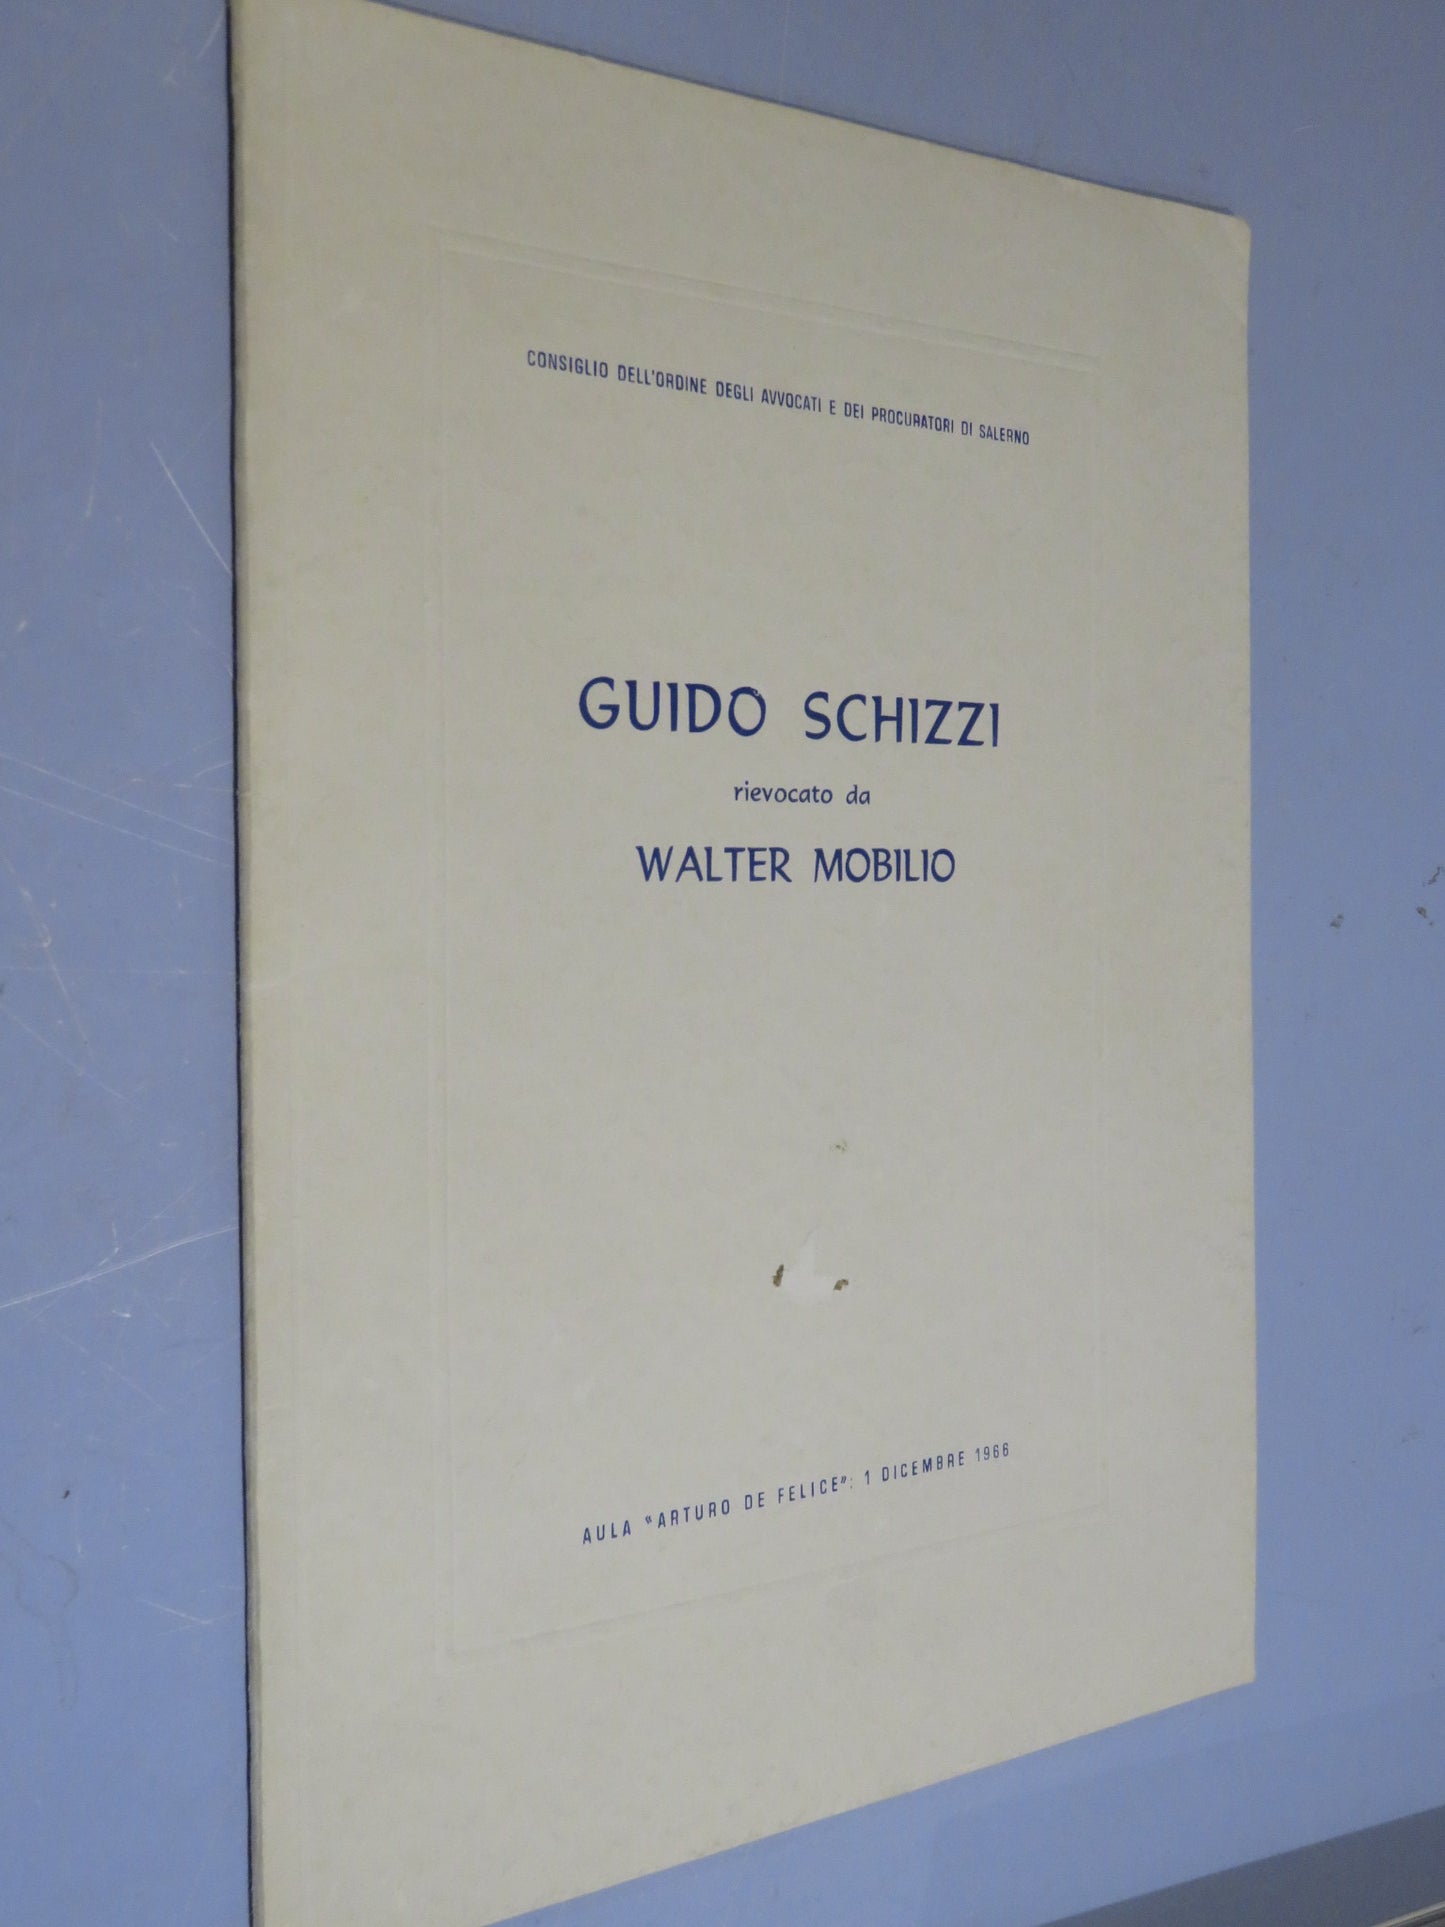 CONSIGLIO DELL'ORDINE DEGLI AVVOCATI E DEI PROCURATORI DI SALERNO
GUIDO SCHIZZI
rievocato da
WALTER MOBILIO
AULA "ARTURO DE FELICE": 1 DICEMBRE 1966